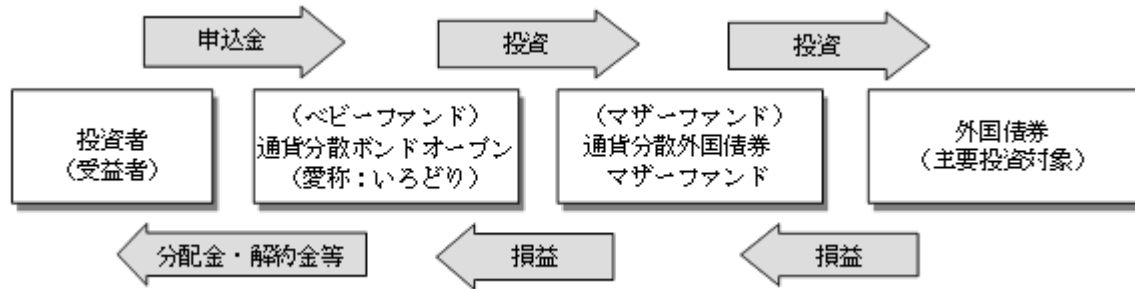 申込金
投資
投資
投資者
(受益者)
(ベビーファンド)
通貨分散ボンドオープン
(愛称:いろどり)
(マザーファンド)
通貨分散外国債券
マザーファンド
外国債券
(主要投資対象)
分配金・解約金等
損益
損益